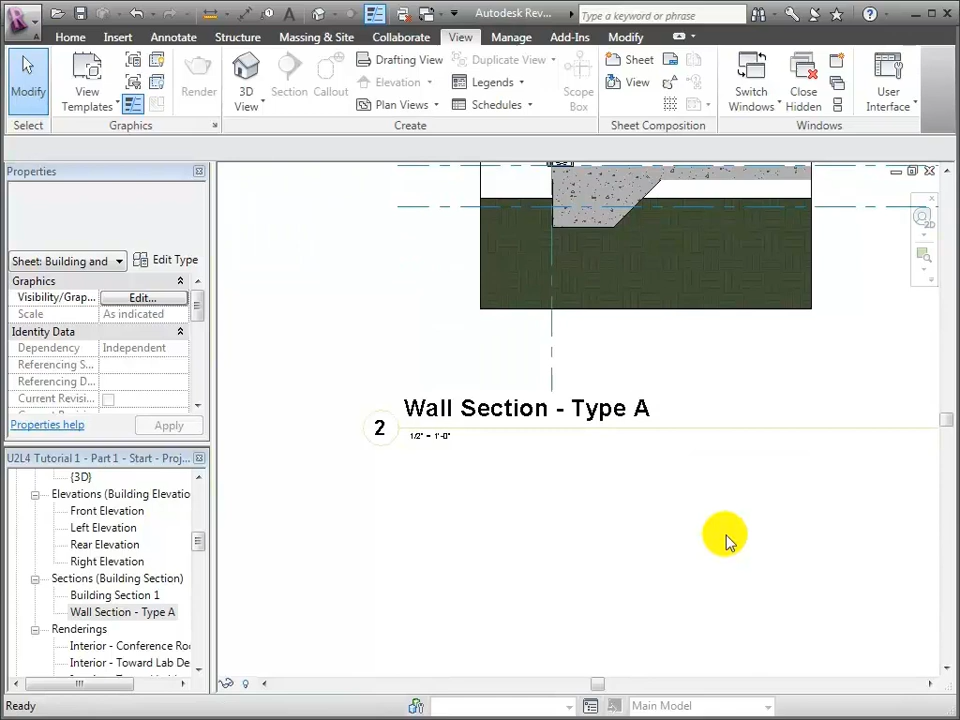 Autodesk Rev...
Type a keyword or phrase
Home
Insert
Annotate
Structure
Massing & Site
Collaborate
View
Manage
Add-Ins
Modify
Modify
View
Templates
Render
3D
View
Section
Callout
Drafting View
Elevation
Plan Views
Duplicate View
Legends
Schedules
Scope
Box
Sheet
View
Switch
Windows
Close
Hidden
User
Interface
Select
Graphics
Create
Sheet Composition
Windows
Properties
Sheet: Building and
Edit Type
Graphics
Visibility/Grap...
Edit...
Scale
As indicated
Identity Data
Dependency
Independent
Referencing S...
Referencing D...
Current Revisi...
Properties help
Apply
U2L4 Tutorial 1 - Part 1 - Start - Proj...
{3D}
Elevations (Building Elevatio
Front Elevation
Left Elevation
Rear Elevation
Right Elevation
Sections (Building Section)
Building Section 1
Wall Section - Type A
Renderings
Interior - Conference Ro
Interior - Toward Lab De
2D
Wall Section - Type A
2
1/2" = 1'-0"
Ready
Main Model